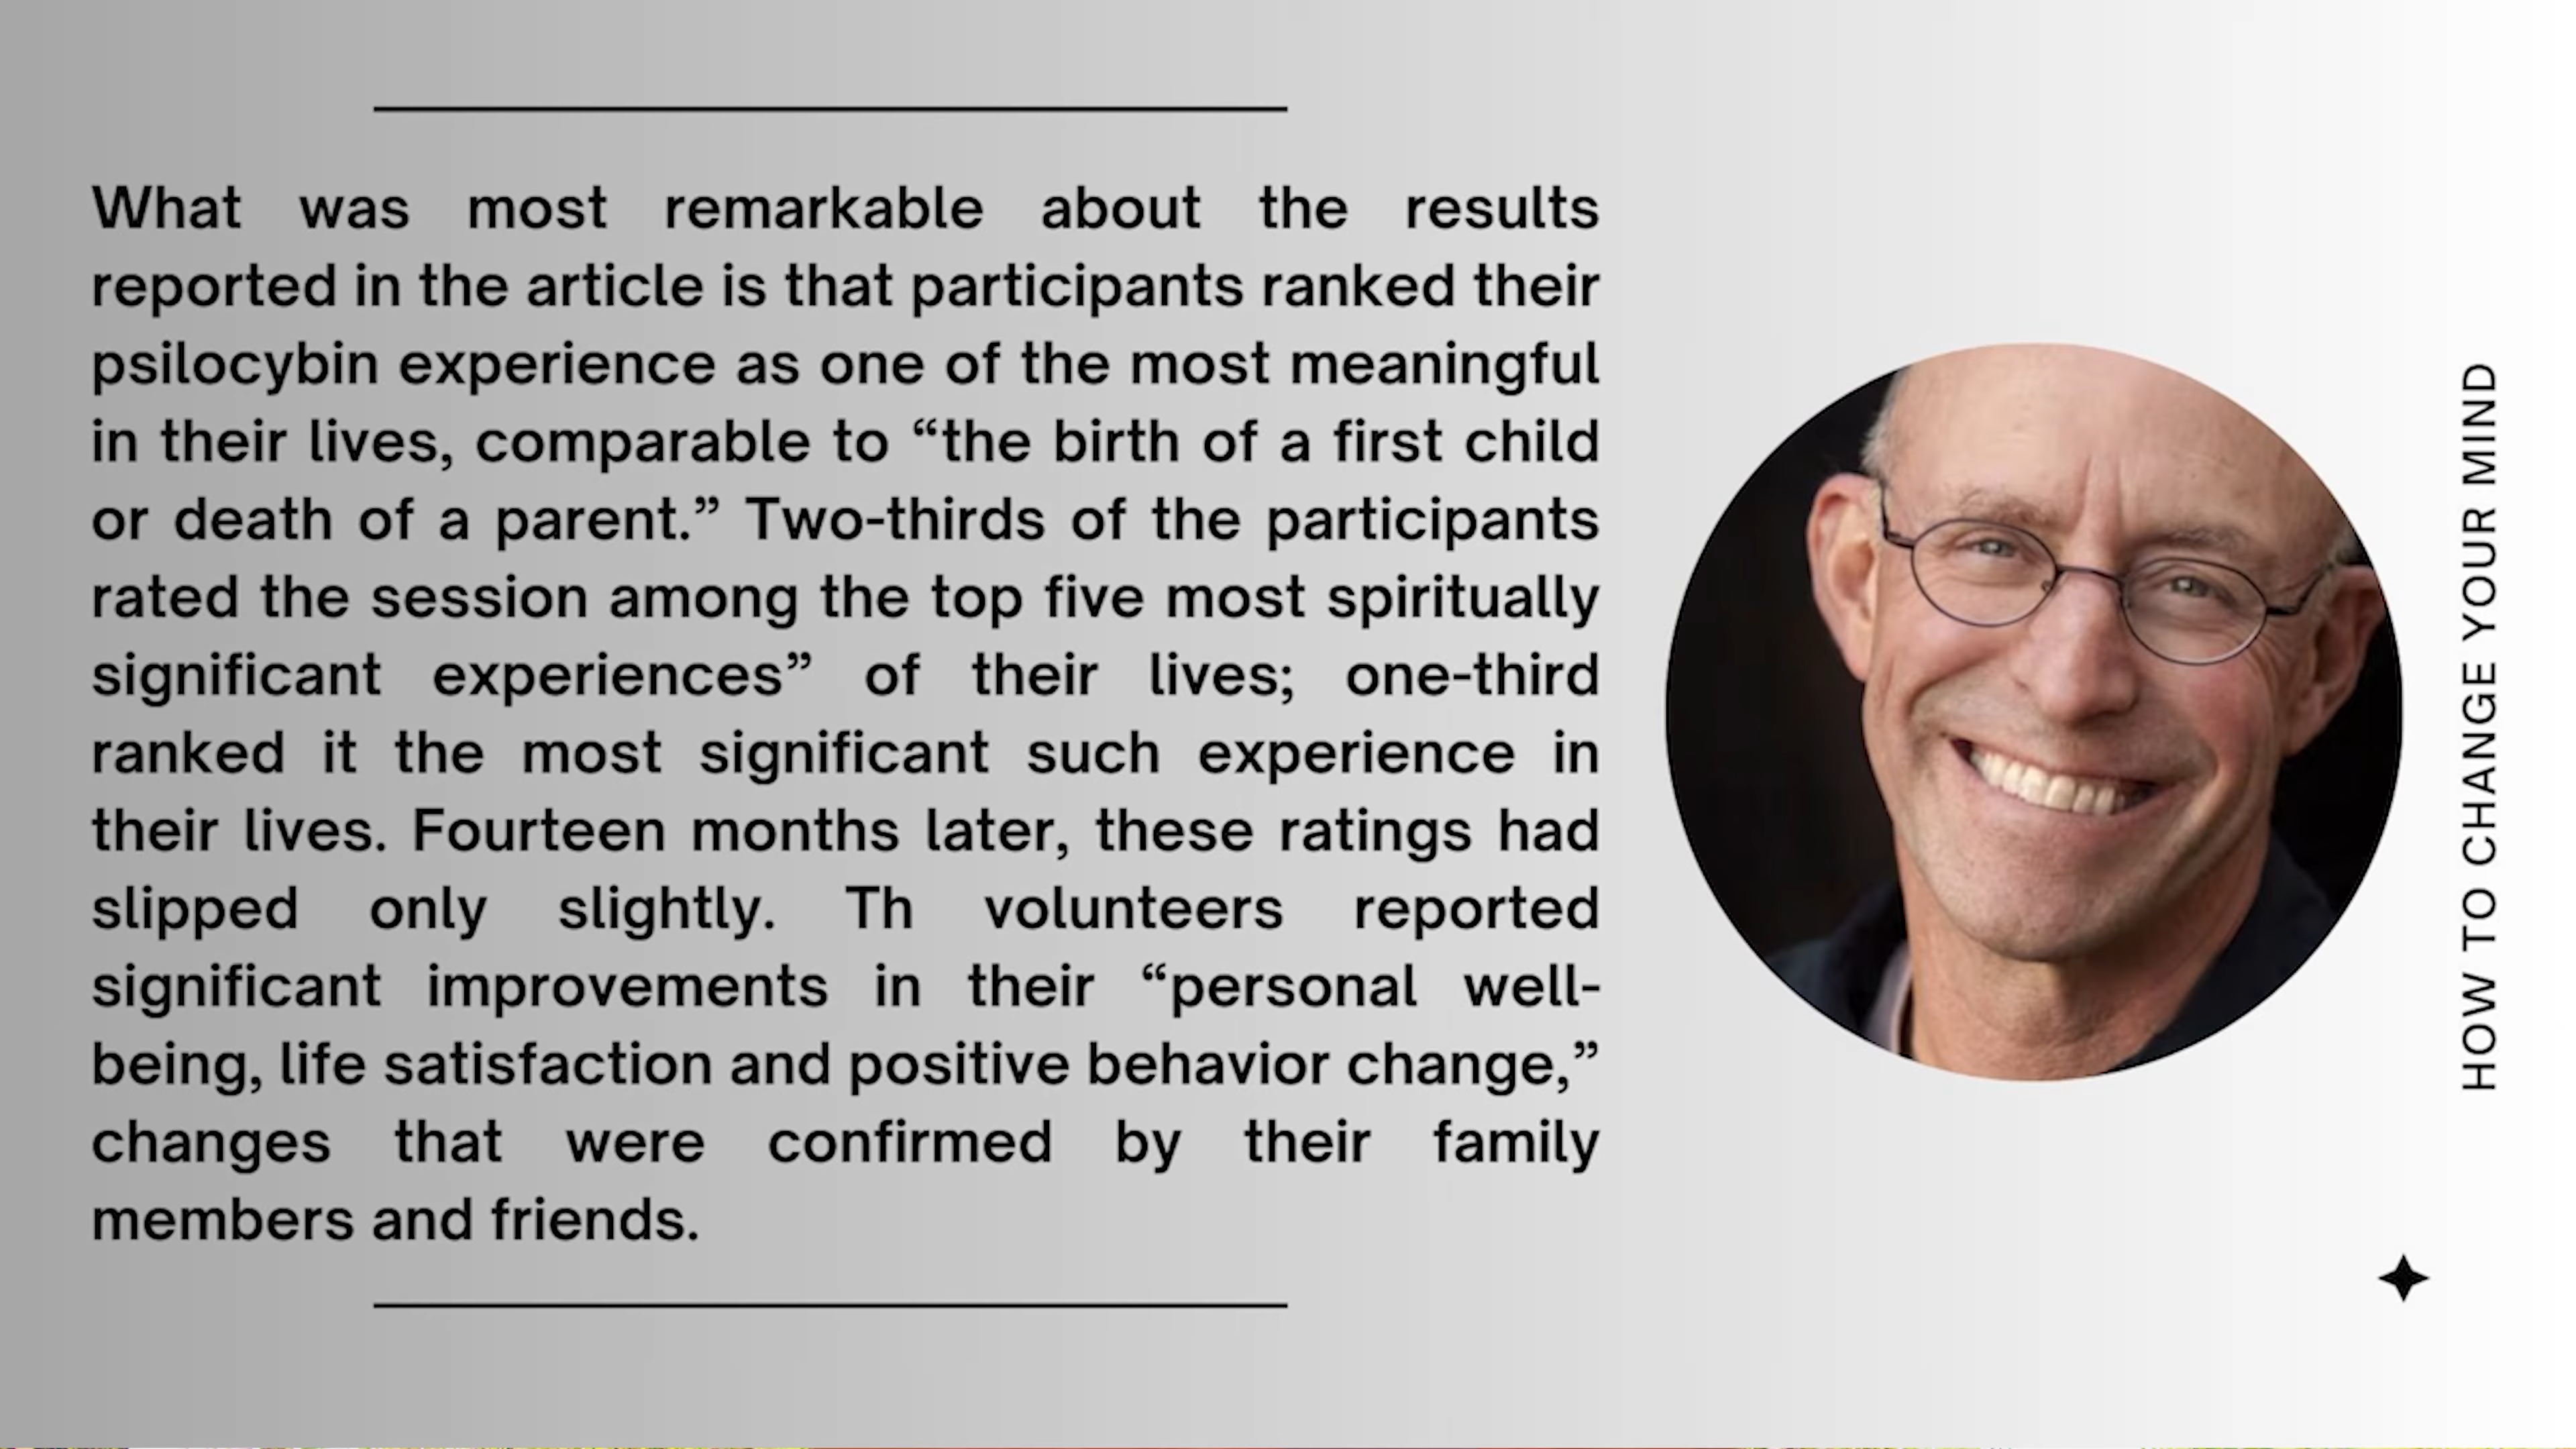 What was most remarkable about the results
reported in the article is that participants ranked their
psilocybin experience as one of the most meaningful
in their lives, comparable to “the birth of a first child
or death of a parent.” Two-thirds of the participants
rated the session among the top five most spiritually
significant experiences” of their lives; one-third
ranked it the most significant such experience in
their lives. Fourteen months later, these ratings had
slipped only slightly. Th volunteers reported
significant improvements in their “personal well-
being, life satisfaction and positive behavior change,”
changes that were confirmed by their family
members and friends.
HOW TO CHANGE YOUR MIND